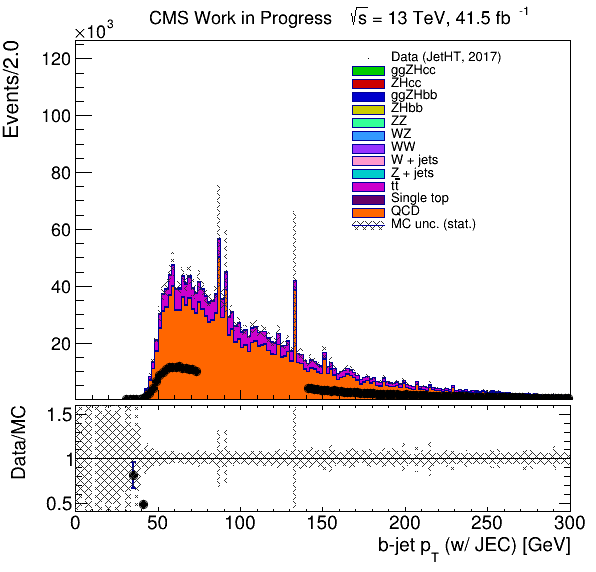 CMS Work in Progress √s = 13 TeV, 41.5 fb⁻¹
×10³
Events/2.0
120
100
80
60
40
20
Data (JetHT, 2017)
ggZHcc
ZHcc
ggZHbb
ZHbb
ZZ
WZ
WW
W + jets
Z + jets
tt̄
Single top
QCD
MC unc. (stat.)
Data/MC
1.5
1
0.5
0 50 100 150 200 250 300
b-jet p_T (w/ JEC) [GeV]